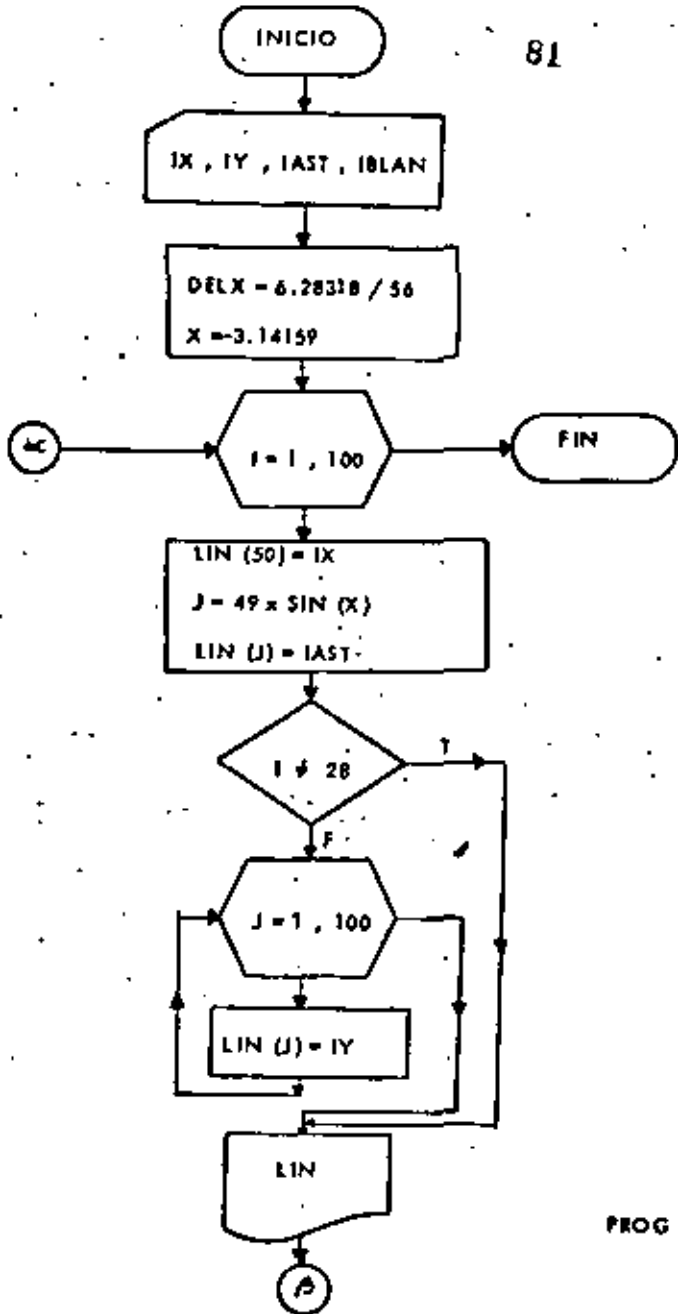 INICIO
81
IX , IY , IAST , IBLAN
DELX = 6.28318 / 56
X =-3.14159
I = 1 , 100
FIN
LIN (50) = IX
J = 49 x SIN (X)
LIN (J) = IAST
I ≠ 28
T
F
J = 1 , 100
LIN (J) = IY
LIN
PROG
β